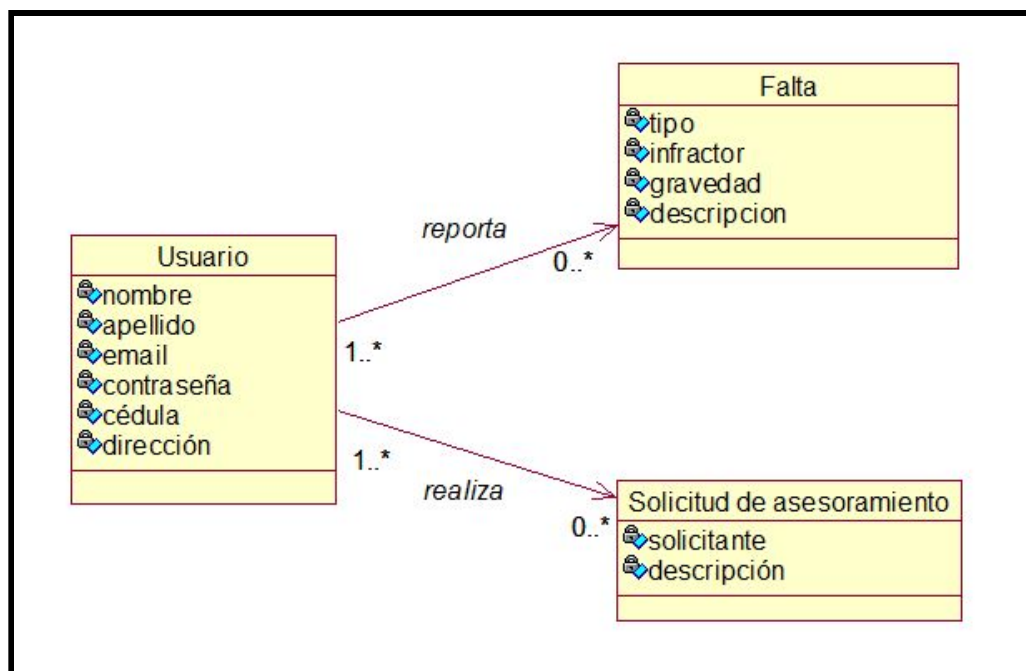 Falta
tipo
infractor
gravedad
descripcion
reporta
0..*
Usuario
nombre
apellido
email
contraseña
cédula
dirección
1..*
1..*
realiza
0..*
Solicitud de asesoramiento
solicitante
descripción